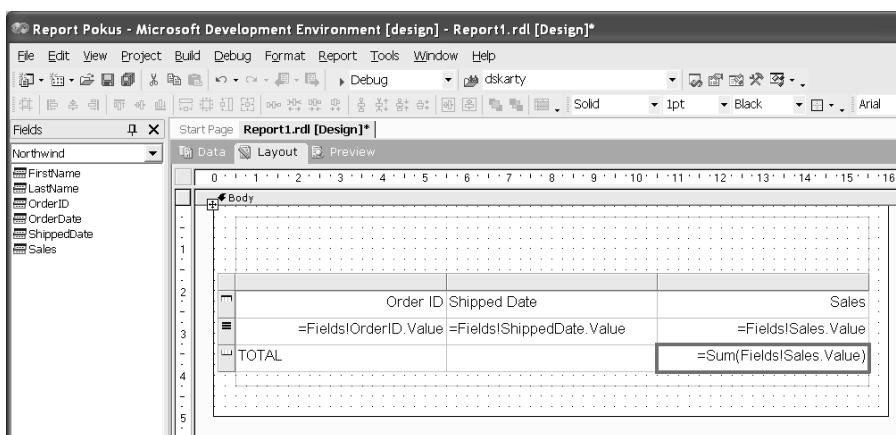 Report Pokus - Microsoft Development Environment [design] - Report1.rdl [Design]*
File Edit View Project Build Debug Format Report Tools Window Help
Debug dskarty
Solid 1pt Black Arial
Fields
Start Page Report1.rdl [Design]*
Northwind
Data Layout Preview
FirstName
LastName
OrderID
OrderDate
ShippedDate
Sales
0 1 2 3 4 5 6 7 8 9 10 11 12 13 14 15 16
Body
1
2
3
4
5
Order ID Shipped Date Sales
=Fields!OrderID.Value =Fields!ShippedDate.Value =Fields!Sales.Value
TOTAL =Sum(Fields!Sales.Value)